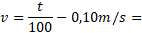 v = t/100 − 0,10m/s =